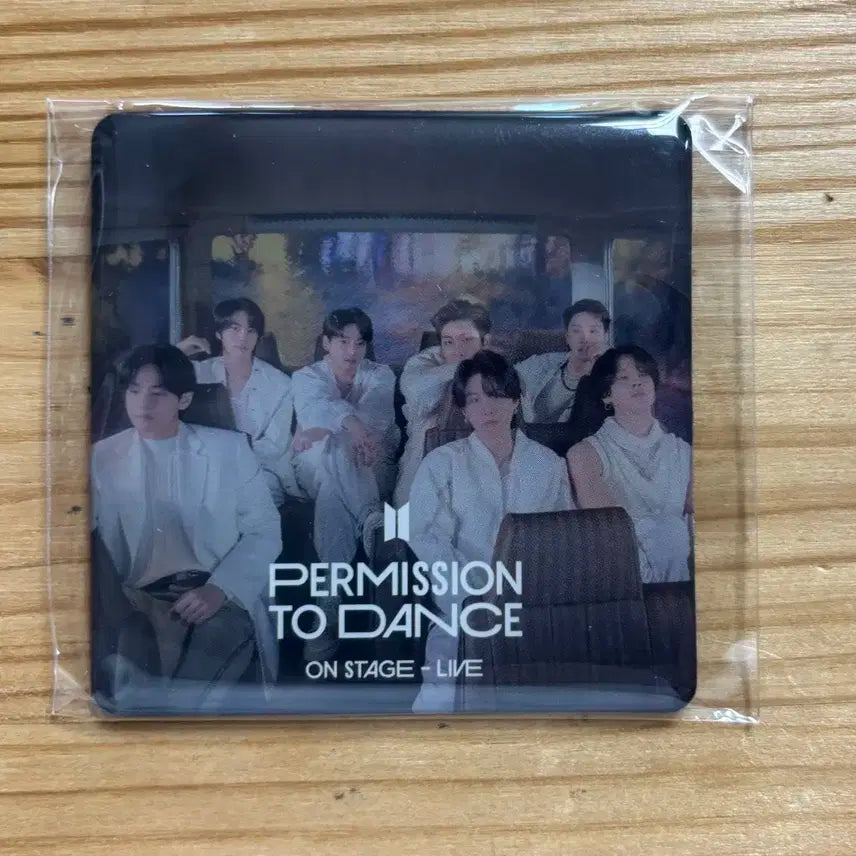 PERMISSION
TO DANCE
ON STAGE - LIVE